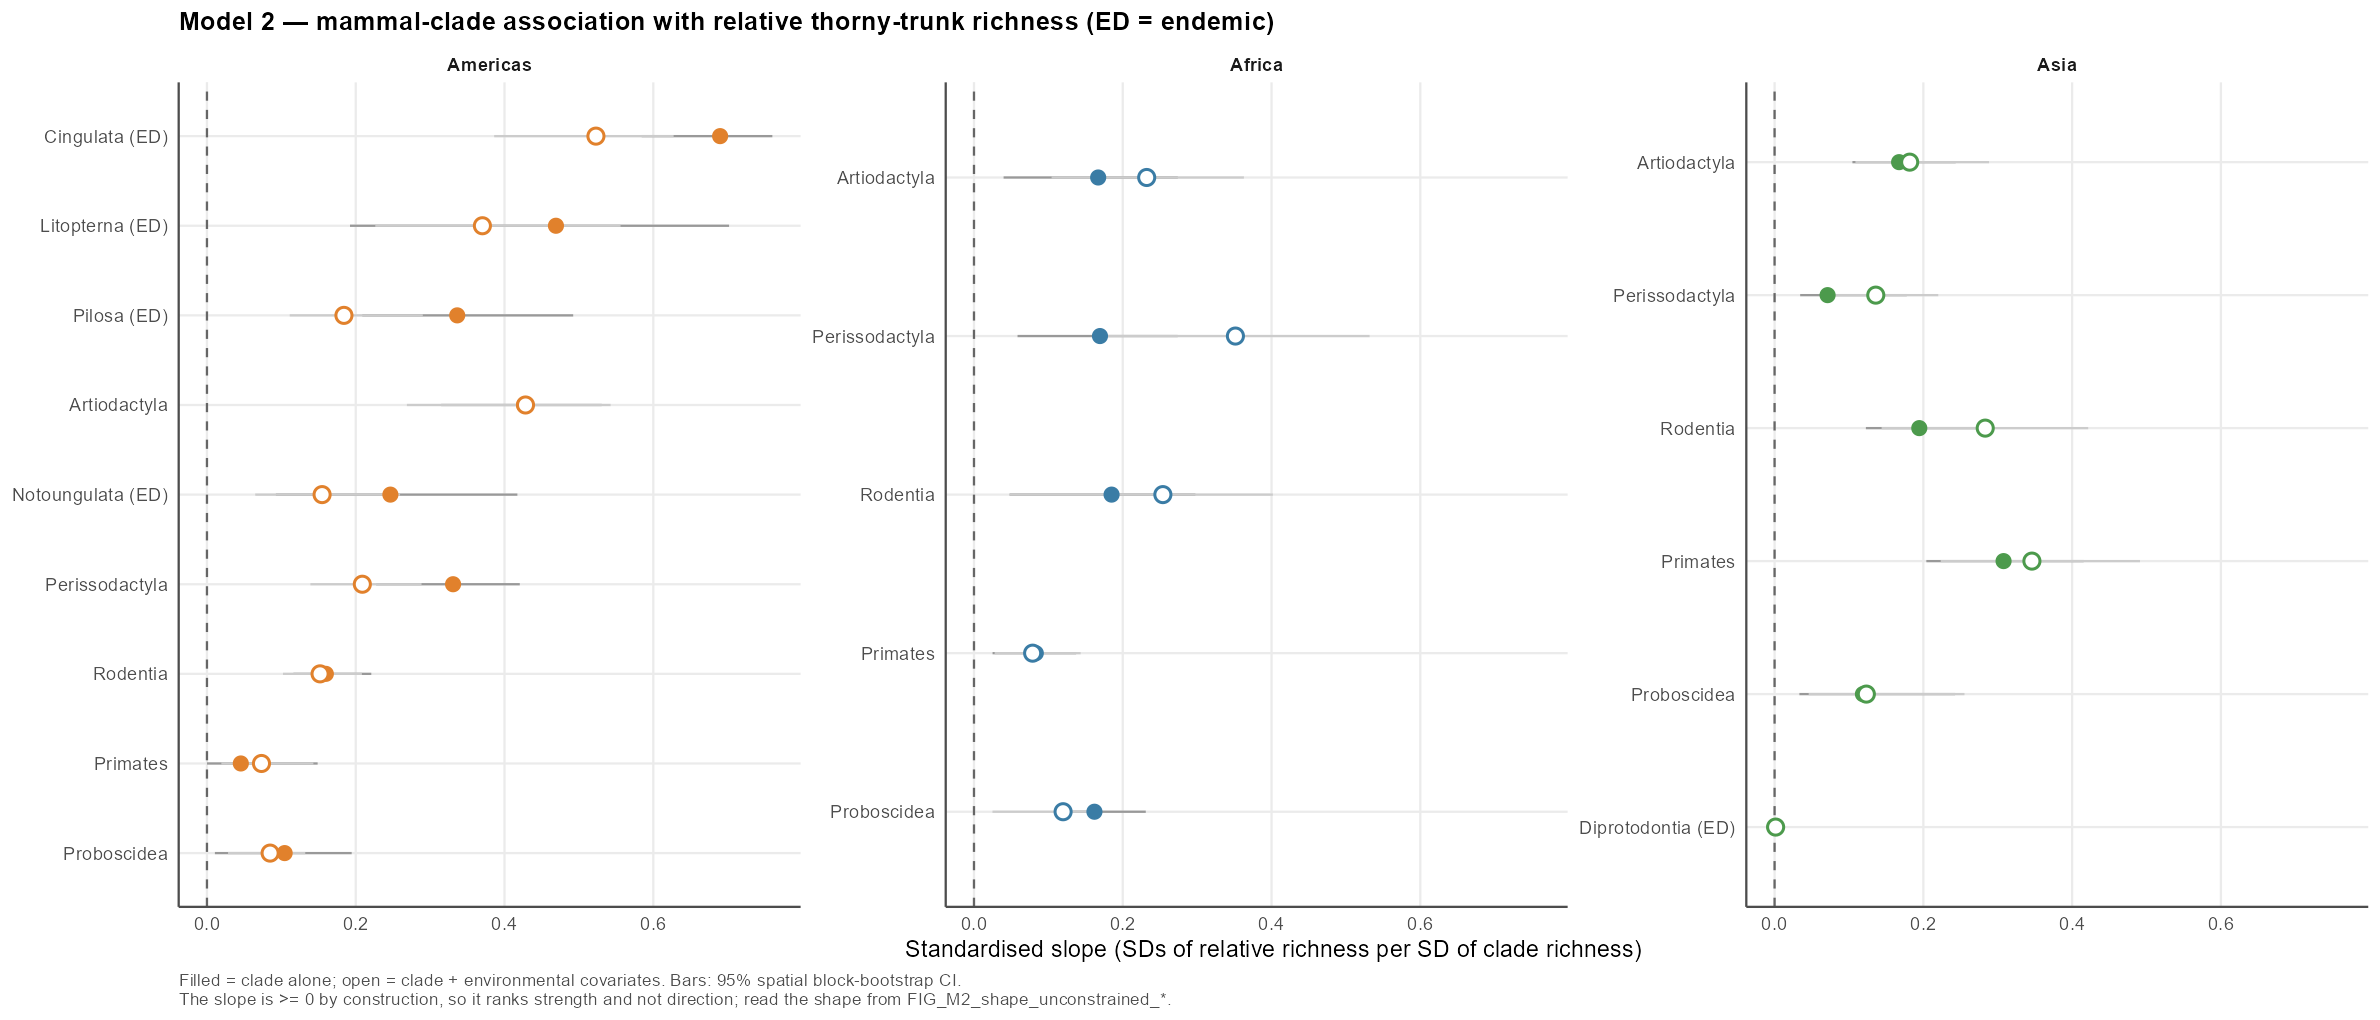 Model 2 — mammal-clade association with relative thorny-trunk richness (ED = endemic)
Americas
Cingulata (ED)
Litopterna (ED)
Pilosa (ED)
Artiodactyla
Notoungulata (ED)
Perissodactyla
Rodentia
Primates
Proboscidea
0.0 0.2 0.4 0.6
Africa
Artiodactyla
Perissodactyla
Rodentia
Primates
Proboscidea
0.0 0.2 0.4 0.6
Asia
Artiodactyla
Perissodactyla
Rodentia
Primates
Proboscidea
Diprotodontia (ED)
0.0 0.2 0.4 0.6
Standardised slope (SDs of relative richness per SD of clade richness)
Filled = clade alone; open = clade + environmental covariates. Bars: 95% spatial block-bootstrap CI.
The slope is >= 0 by construction, so it ranks strength and not direction; read the shape from FIG_M2_shape_unconstrained_*.